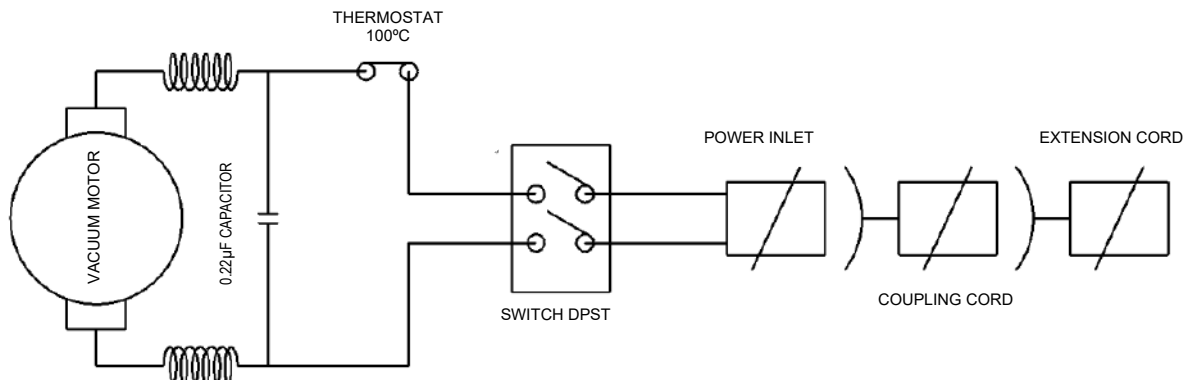 THERMOSTAT
100ºC
VACUUM MOTOR
0.22µF CAPACITOR
POWER INLET
EXTENSION CORD
SWITCH DPST
COUPLING CORD